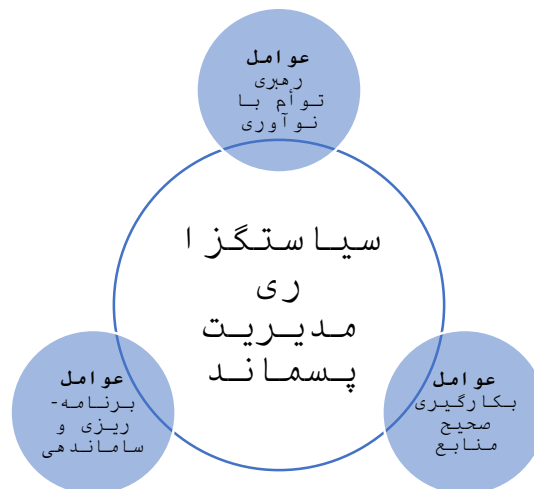 عوامل
رهبری
توأم با
نوآوری
سیاستگزا
ری
مدیریت
پسماند
عوامل
بکارگیری
صحیح
منابع
عوامل
برنامه-
ریزی و
ساماندهی